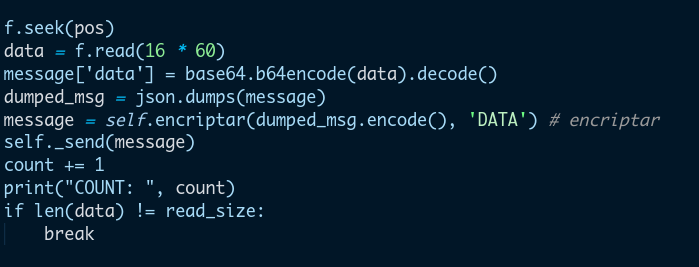 f.seek(pos)
data = f.read(16 * 60)
message['data'] = base64.b64encode(data).decode()
dumped_msg = json.dumps(message)
message = self.encriptar(dumped_msg.encode(), 'DATA') # encriptar
self._send(message)
count += 1
print("COUNT: ", count)
if len(data) != read_size:
    break